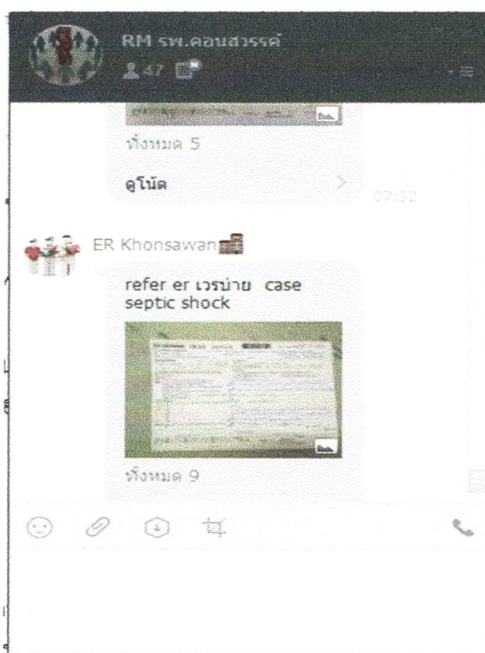 RM รพ.คอนสวรรค์
47
ทั้งหมด 5
ดูโน้ต
07:32
ER Khonsawan
refer er เวรบ่าย case
septic shock
ทั้งหมด 9